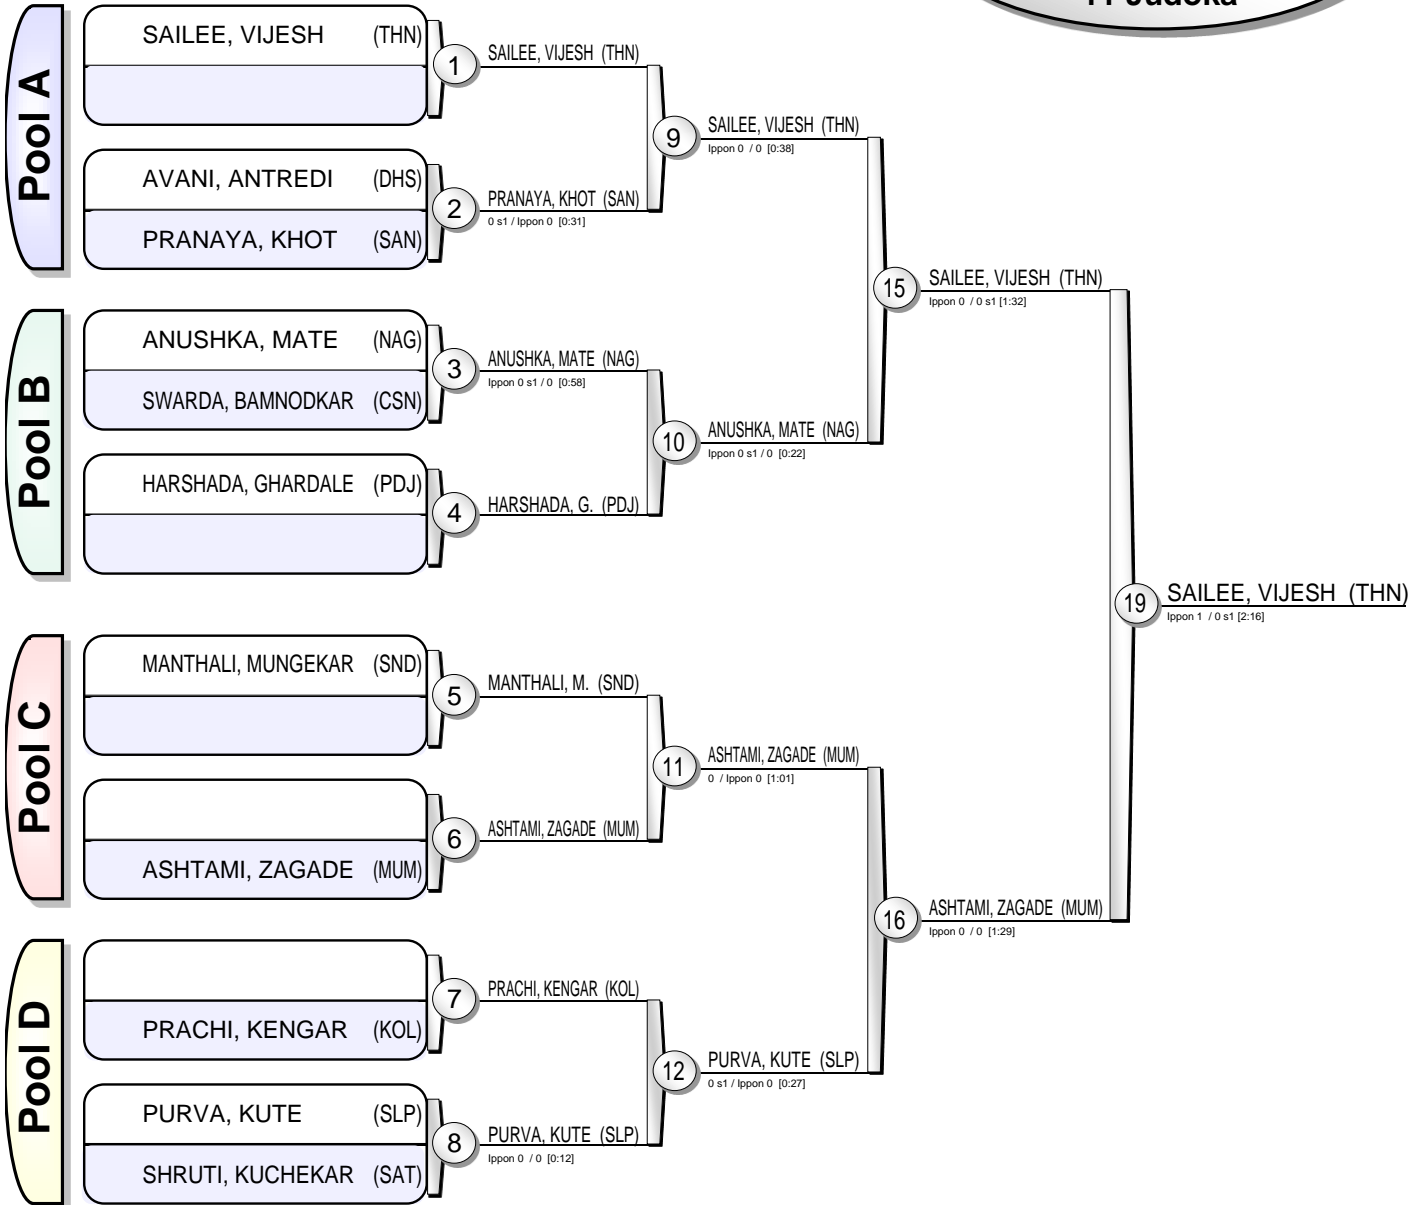 11 Judoka
Pool A
SAILEE, VIJESH (THN)
AVANI, ANTREDI (DHS)
PRANAYA, KHOT (SAN)
Pool B
ANUSHKA, MATE (NAG)
SWARDA, BAMNODKAR (CSN)
HARSHADA, GHARDALE (PDJ)
Pool C
MANTHALI, MUNGEKAR (SND)
ASHTAMI, ZAGADE (MUM)
Pool D
PRACHI, KENGAR (KOL)
PURVA, KUTE (SLP)
SHRUTI, KUCHEKAR (SAT)
1
SAILEE, VIJESH (THN)
2
PRANAYA, KHOT (SAN)
0 s1 / Ippon 0 [0:31]
3
ANUSHKA, MATE (NAG)
Ippon 0 s1 / 0 [0:58]
4
HARSHADA, G. (PDJ)
5
MANTHALI, M. (SND)
6
ASHTAMI, ZAGADE (MUM)
7
PRACHI, KENGAR (KOL)
8
PURVA, KUTE (SLP)
Ippon 0 / 0 [0:12]
9
SAILEE, VIJESH (THN)
Ippon 0 / 0 [0:38]
10
ANUSHKA, MATE (NAG)
Ippon 0 s1 / 0 [0:22]
11
ASHTAMI, ZAGADE (MUM)
0 / Ippon 0 [1:01]
12
PURVA, KUTE (SLP)
0 s1 / Ippon 0 [0:27]
15
SAILEE, VIJESH (THN)
Ippon 0 / 0 s1 [1:32]
16
ASHTAMI, ZAGADE (MUM)
Ippon 0 / 0 [1:29]
19
SAILEE, VIJESH (THN)
Ippon 1 / 0 s1 [2:16]